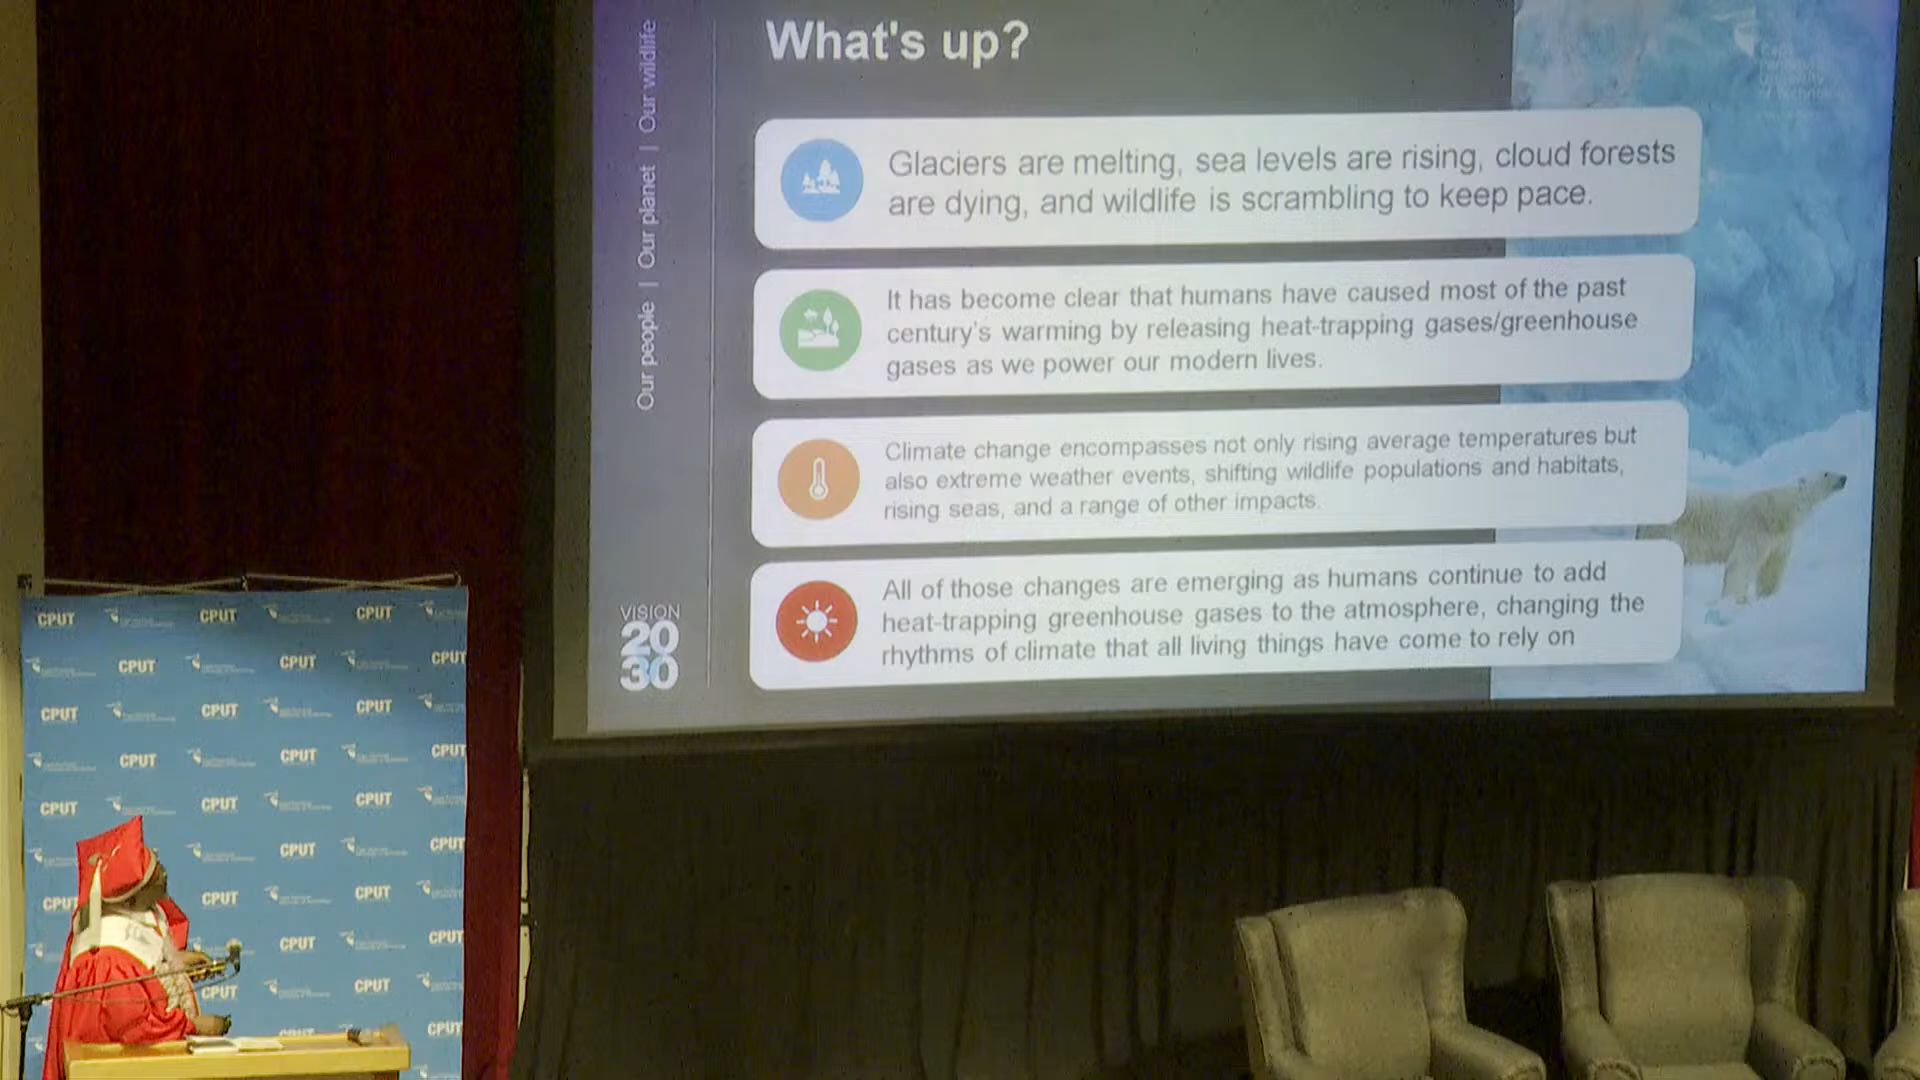 What's up?
Our people | Our planet | Our wildlife
Glaciers are melting, sea levels are rising, cloud forests
are dying, and wildlife is scrambling to keep pace.
It has become clear that humans have caused most of the past
century's warming by releasing heat-trapping gases/greenhouse
gases as we power our modern lives.
Climate change encompasses not only rising average temperatures but
also extreme weather events, shifting wildlife populations and habitats,
rising seas, and a range of other impacts.
All of those changes are emerging as humans continue to add
heat-trapping greenhouse gases to the atmosphere, changing the
rhythms of climate that all living things have come to rely on
VISION
20
30
CPUT CPUT CPUT
CPUT CPUT CPUT
CPUT CPUT CPUT
CPUT CPUT CPUT
CPUT CPUT CPUT
CPUT CPUT
CPUT CPUT CPUT
CPUT CPUT
CPUT CPUT
CPUT